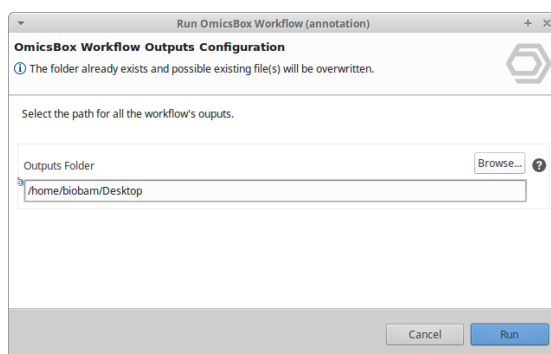 Run OmicsBox Workflow (annotation)
OmicsBox Workflow Outputs Configuration
The folder already exists and possible existing file(s) will be overwritten.
Select the path for all the workflow's ouputs.
Outputs Folder
Browse...
/home/biobam/Desktop
Cancel
Run